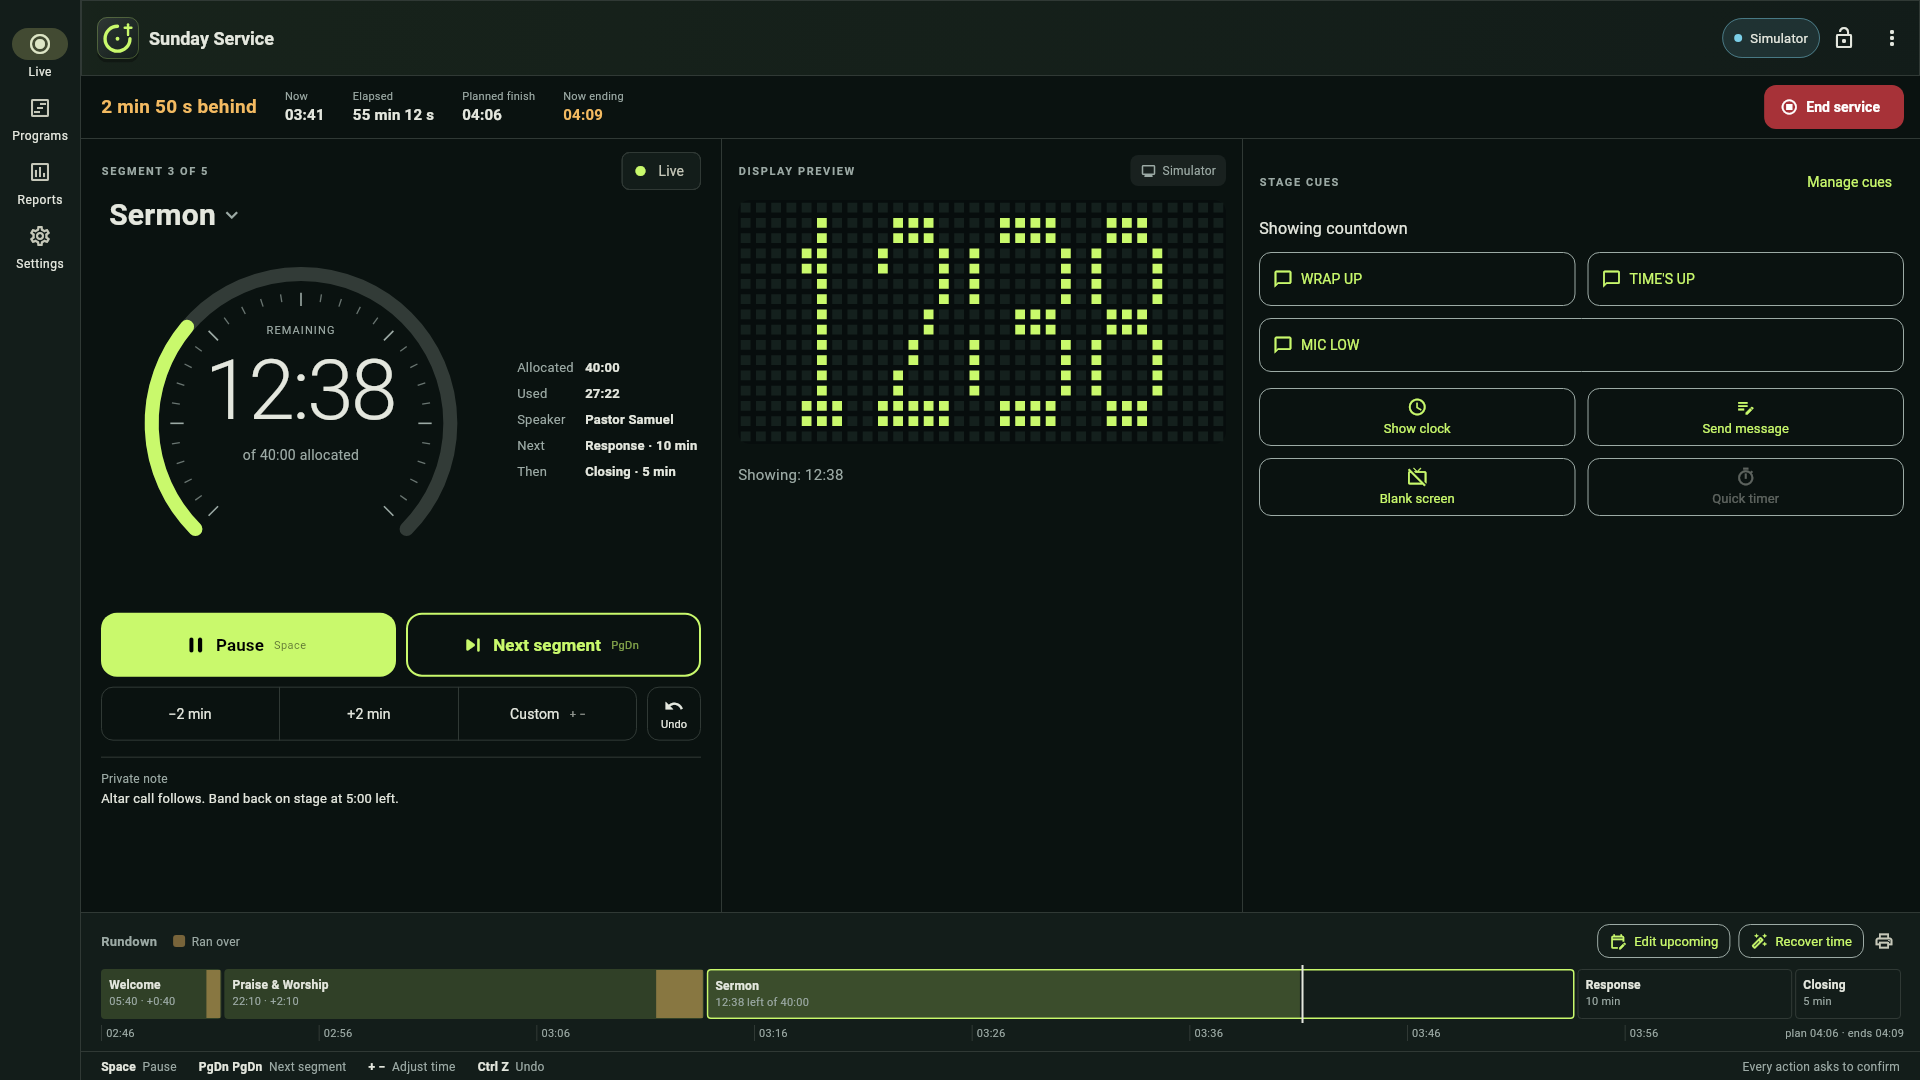 Sunday Service
Simulator
Live
Programs
Reports
Settings
2 min 50 s behind
Now
03:41
Elapsed
55 min 12 s
Planned finish
04:06
Now ending
04:09
End service
SEGMENT 3 OF 5
Live
Sermon
REMAINING
12:38
of 40:00 allocated
Allocated 40:00
Used 27:22
Speaker Pastor Samuel
Next Response · 10 min
Then Closing · 5 min
Pause Space
Next segment PgDn
−2 min
+2 min
Custom + −
Undo
Private note
Altar call follows. Band back on stage at 5:00 left.
DISPLAY PREVIEW
Simulator
12:38
Showing: 12:38
STAGE CUES
Manage cues
Showing countdown
WRAP UP
TIME'S UP
MIC LOW
Show clock
Send message
Blank screen
Quick timer
Rundown
Ran over
Edit upcoming
Recover time
Welcome
05:40 · +0:40
Praise & Worship
22:10 · +2:10
Sermon
12:38 left of 40:00
Response
10 min
Closing
5 min
02:46 02:56 03:06 03:16 03:26 03:36 03:46 03:56 plan 04:06 · ends 04:09
Space Pause PgDn PgDn Next segment + − Adjust time Ctrl Z Undo Every action asks to confirm